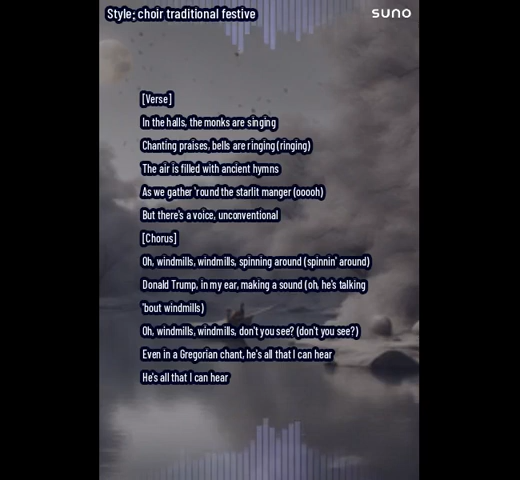 Style: choir traditional festive
suno
[Verse]
In the halls, the monks are singing
Chanting praises, bells are ringing (ringing)
The air is filled with ancient hymns
As we gather 'round the starlit manger (ooooh)
But there's a voice, unconventional
[Chorus]
Oh, windmills, windmills, spinning around (spinnin' around)
Donald Trump, in my ear, making a sound (oh, he's talking
'bout windmills)
Oh, windmills, windmills, don't you see? (don't you see?)
Even in a Gregorian chant, he's all that I can hear
He's all that I can hear